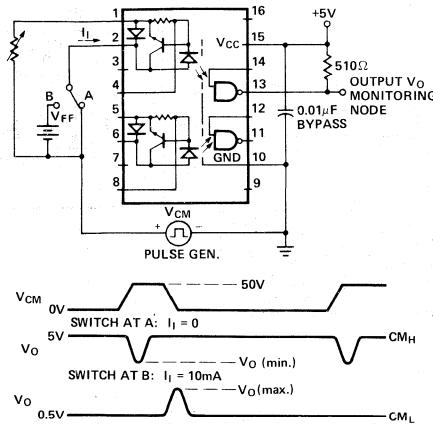 1
16
+5V
I_I
2
V_CC
15
14
510Ω
3
4
13
OUTPUT V_O
MONITORING
NODE
B
A
V_FF
5
12
0.01μF
BYPASS
6
11
GND
7
10
8
9
V_CM
+
−
PULSE GEN.
50V
V_CM
0V
SWITCH AT A: I_I = 0
5V
CM_H
V_O
V_O (min.)
SWITCH AT B: I_I = 10mA
V_O (max.)
V_O
0.5V
CM_L